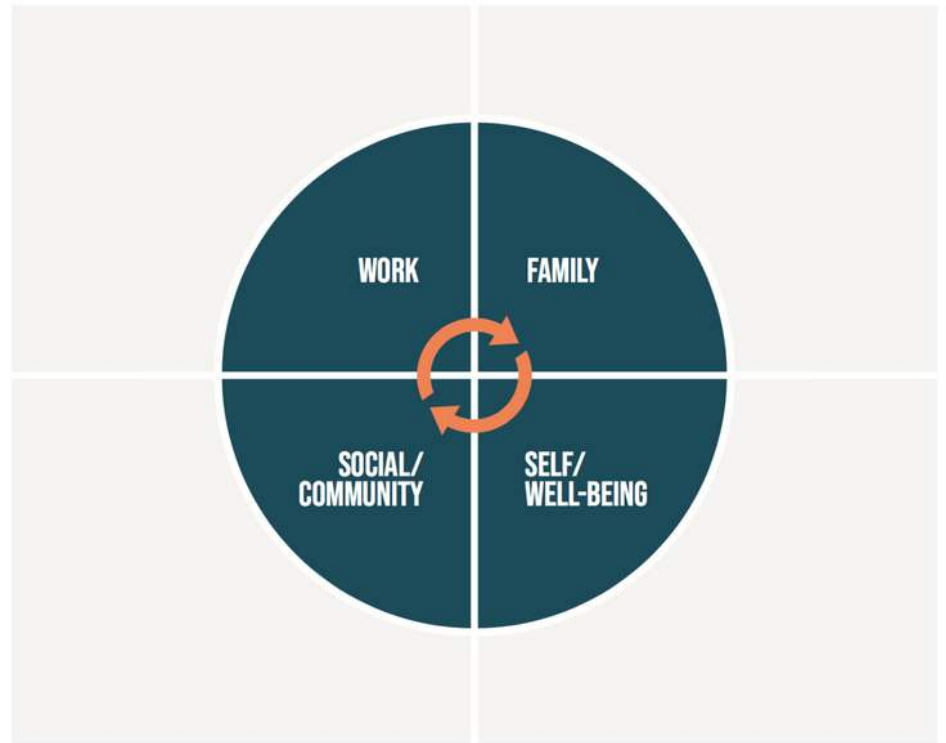 WORK
FAMILY
SOCIAL/
COMMUNITY
SELF/
WELL-BEING